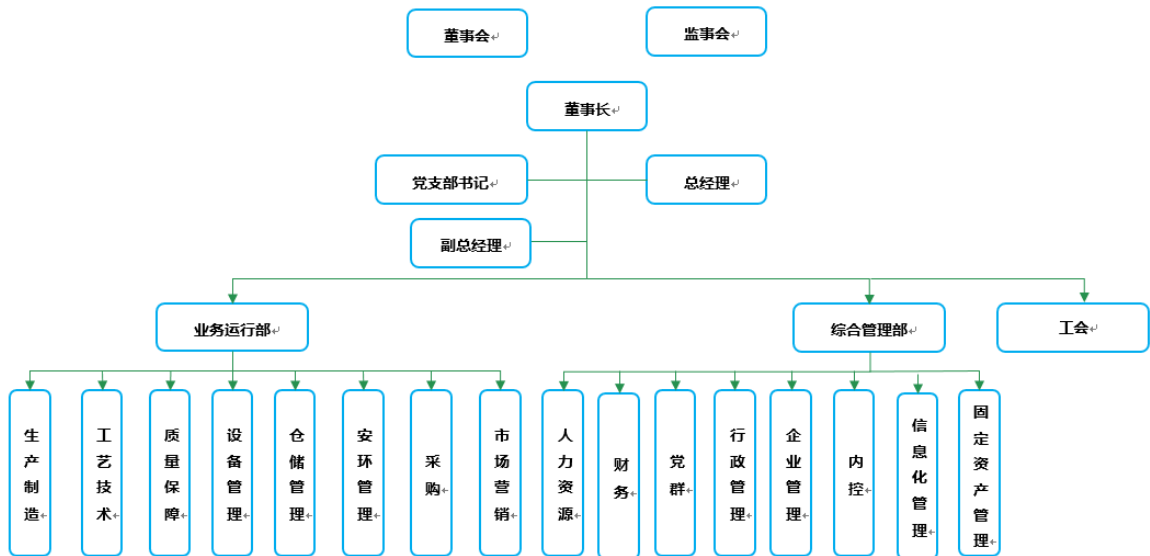 董事会
监事会
董事长
党支部书记
总经理
副总经理
业务运行部
综合管理部
工会
生产制造
工艺技术
质量保障
设备管理
仓储管理
安环管理
采购
市场营销
人力资源
财务
党群
行政管理
企业管理
内控
信息化管理
固定资产管理